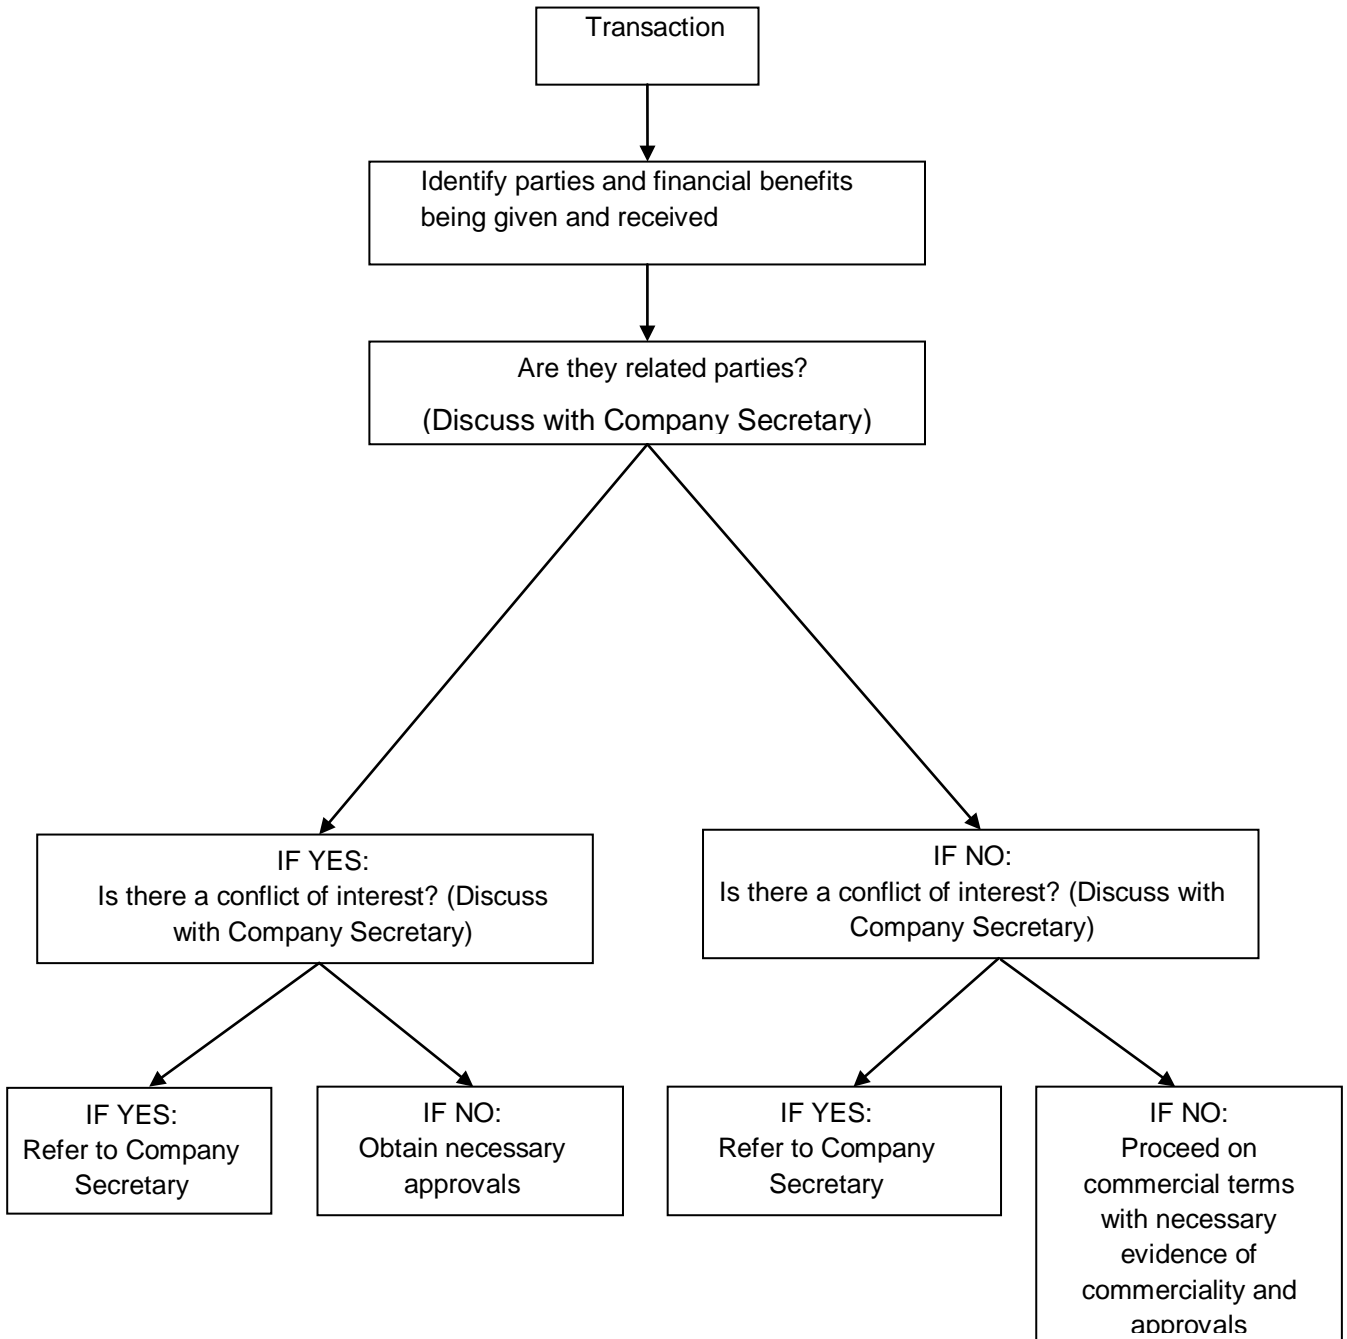 Transaction
Identify parties and financial benefits
being given and received
Are they related parties?
(Discuss with Company Secretary)
IF YES:
Is there a conflict of interest? (Discuss
with Company Secretary)
IF NO:
Is there a conflict of interest? (Discuss with
Company Secretary)
IF YES:
Refer to Company
Secretary
IF NO:
Obtain necessary
approvals
IF YES:
Refer to Company
Secretary
IF NO:
Proceed on
commercial terms
with necessary
evidence of
commerciality and
approvals